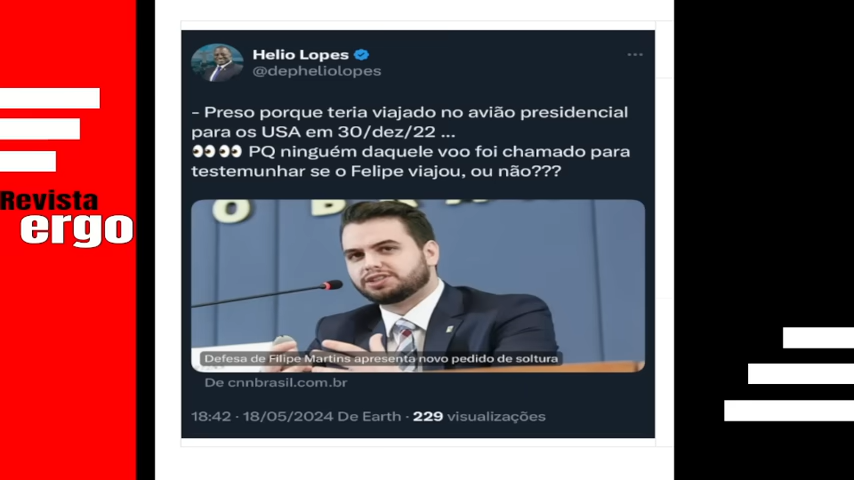 Revista
ergo
Helio Lopes
@depheliolopes
- Preso porque teria viajado no avião presidencial
para os USA em 30/dez/22 ...
👀👀 PQ ninguém daquele voo foi chamado para
testemunhar se o Felipe viajou, ou não???
Defesa de Filipe Martins apresenta novo pedido de soltura
De cnnbrasil.com.br
18:42 · 18/05/2024 De Earth · 229 visualizações